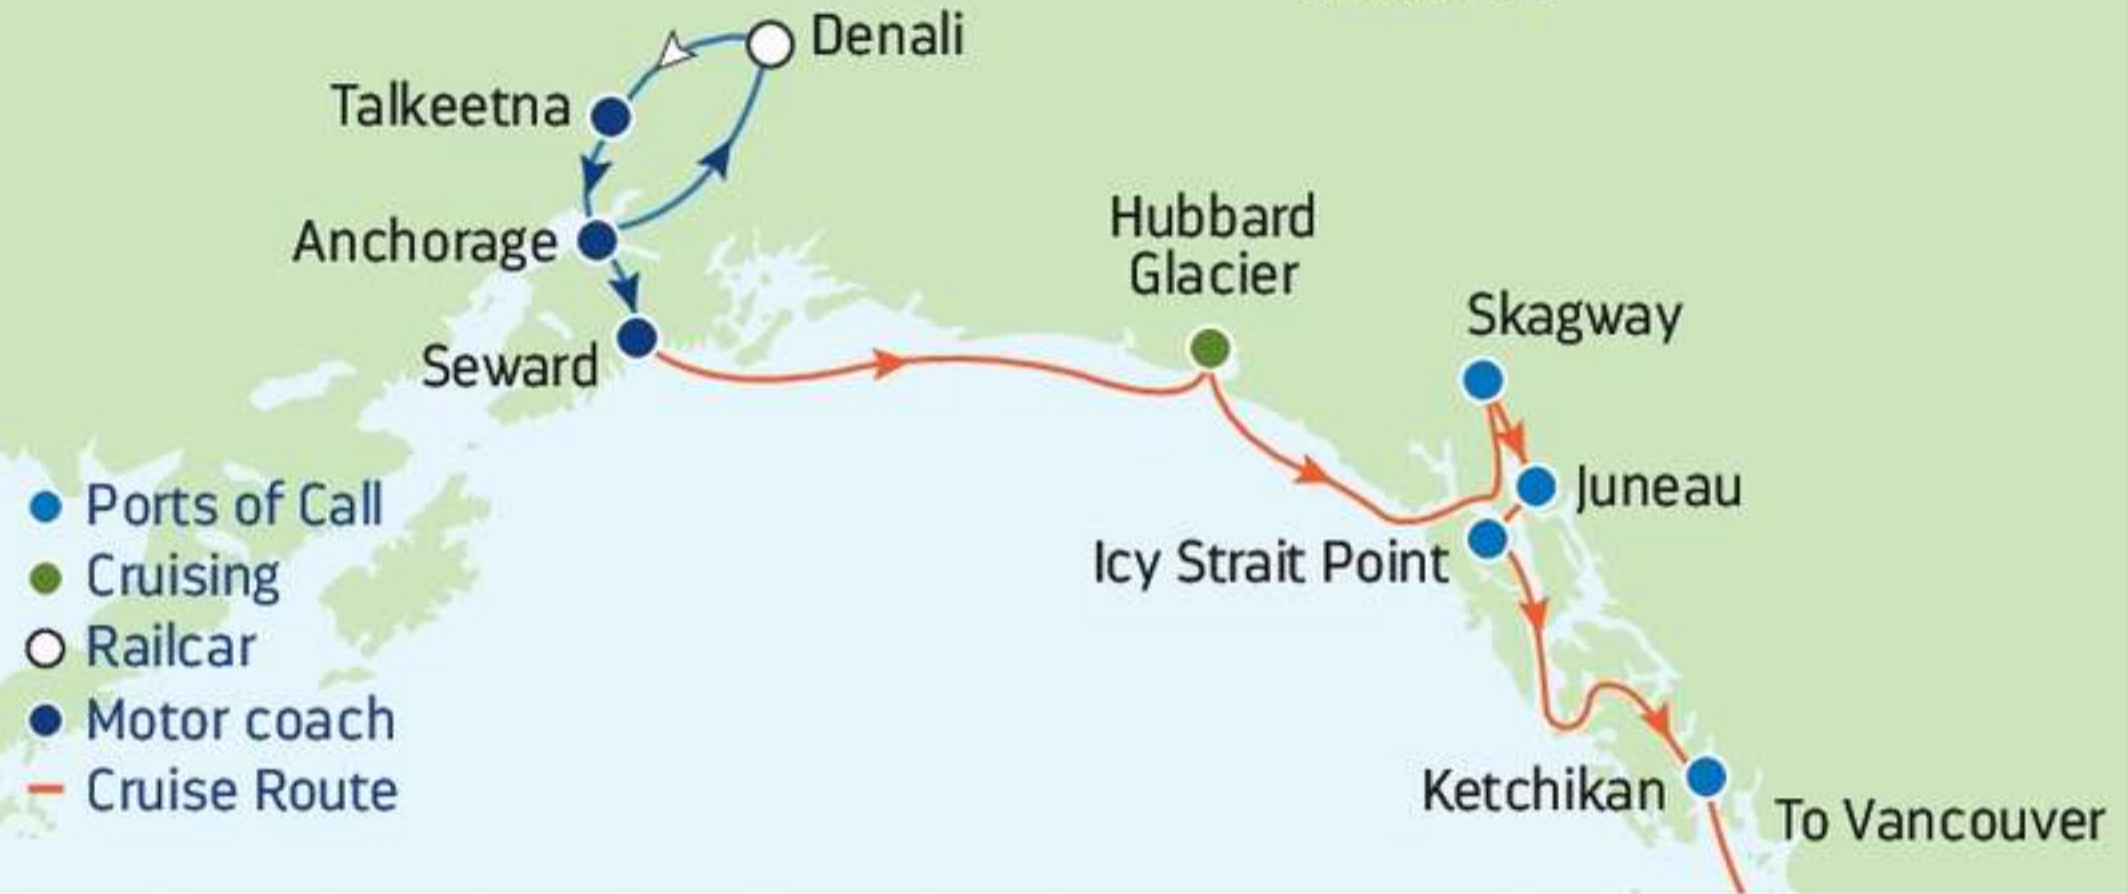 Denali
Talkeetna
Anchorage
Hubbard
Glacier
Skagway
Seward
Juneau
Icy Strait Point
Ports of Call
Cruising
Railcar
Motor coach
Cruise Route
Ketchikan
To Vancouver